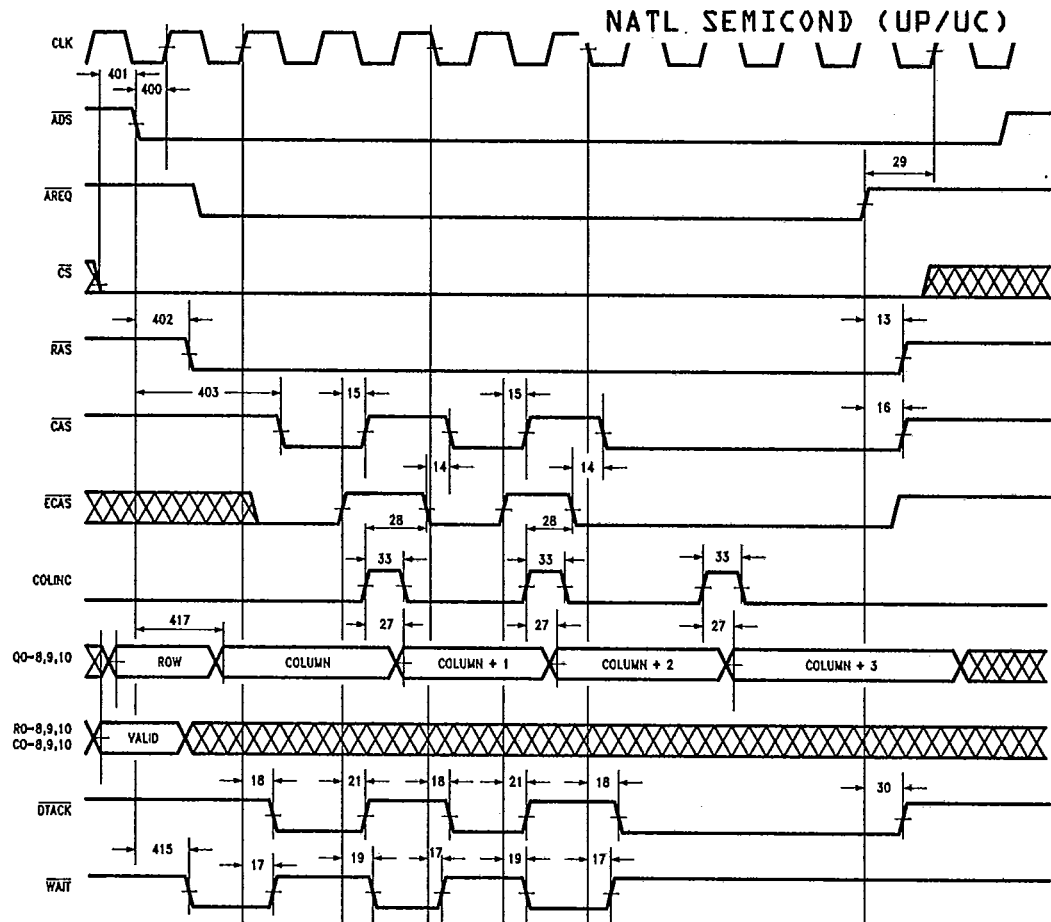 NATL SEMICOND (UP/UC)
CLK
401
400
ADS
29
AREQ
CS
402
13
RAS
403
15
15
16
CAS
14
14
ECAS
28
28
33
33
33
COLINC
417
27
27
27
Q0-8,9,10
ROW
COLUMN
COLUMN + 1
COLUMN + 2
COLUMN + 3
R0-8,9,10
C0-8,9,10
VALID
18
21
18
21
18
30
DTACK
415
17
19
17
19
17
WAIT